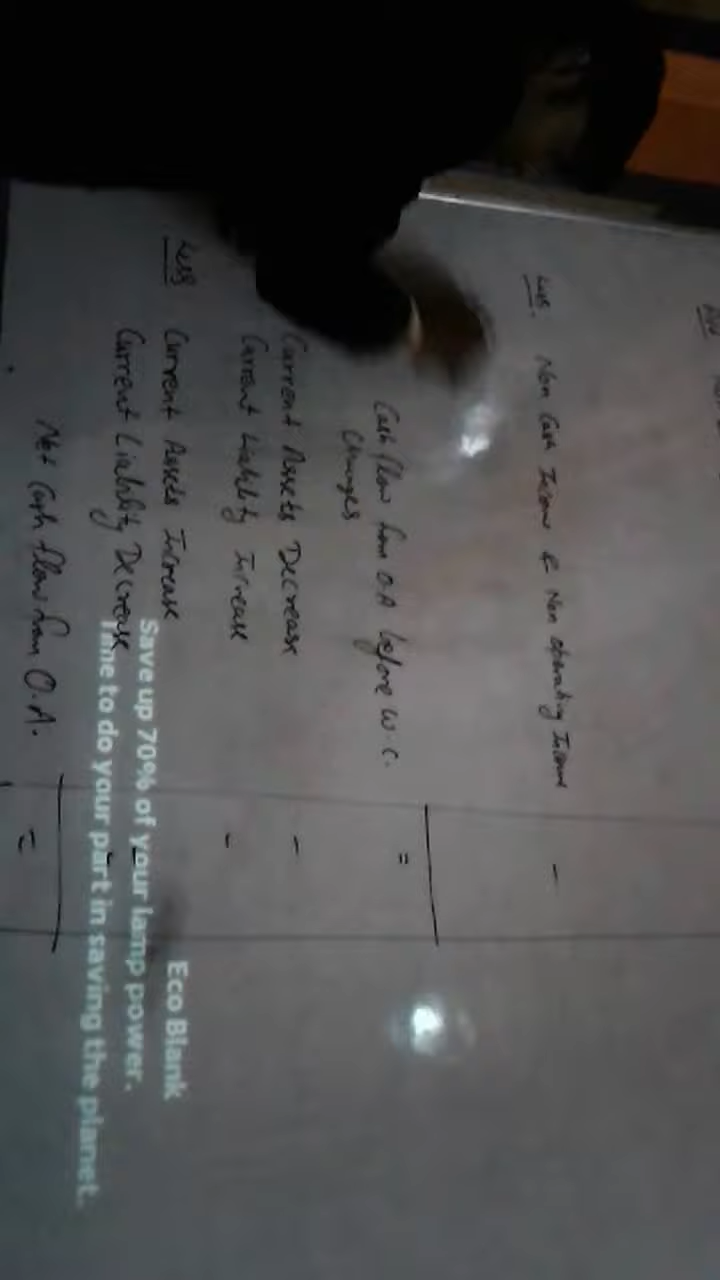 Add
Less: Non Cash Income & Non operating Income -
Cash flow from O.A before W.C. =
Changes
Current Assets Decrease -
Current Liability Increase -
Less Current Assets Increase
Current Liability Decrease
Net Cash flow from O.A. =
Eco Blank
Save up 70% of your lamp power.
Time to do your part in saving the planet.